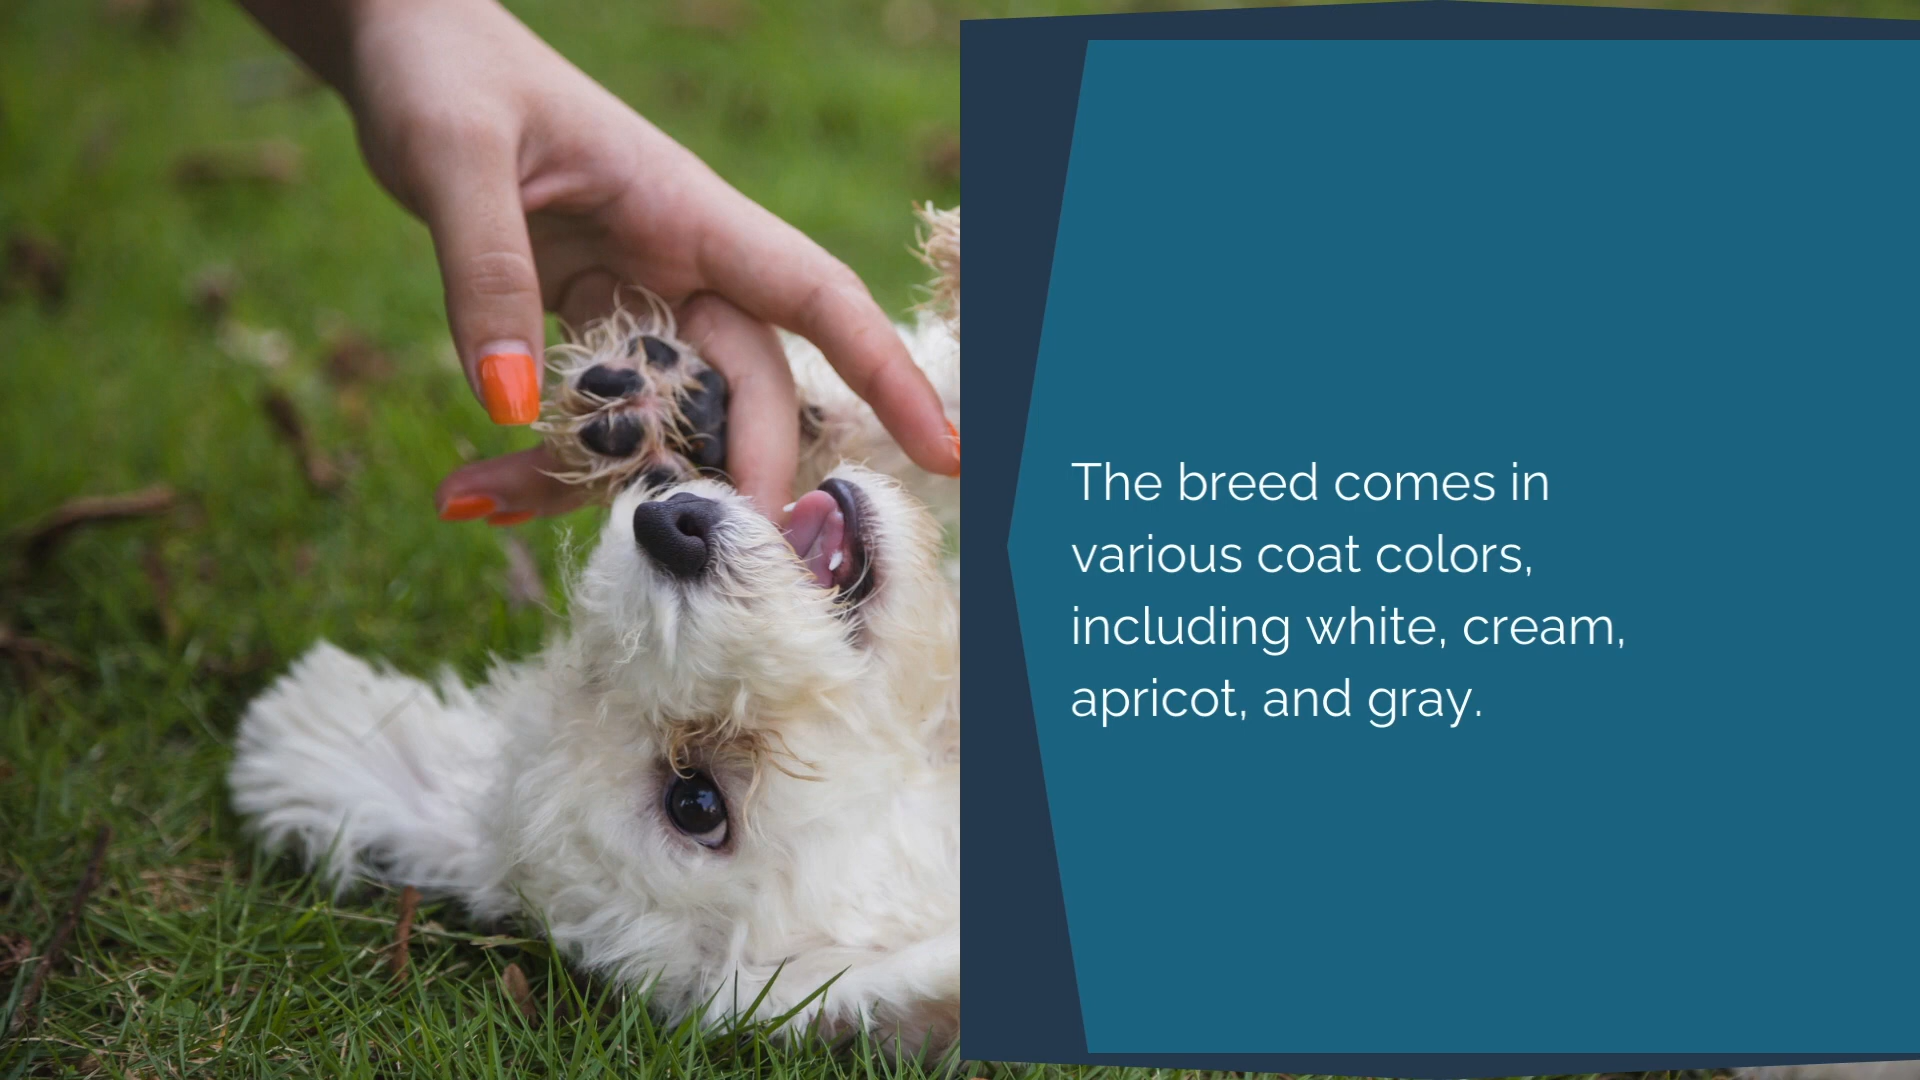 The breed comes in
various coat colors,
including white, cream,
apricot, and gray.